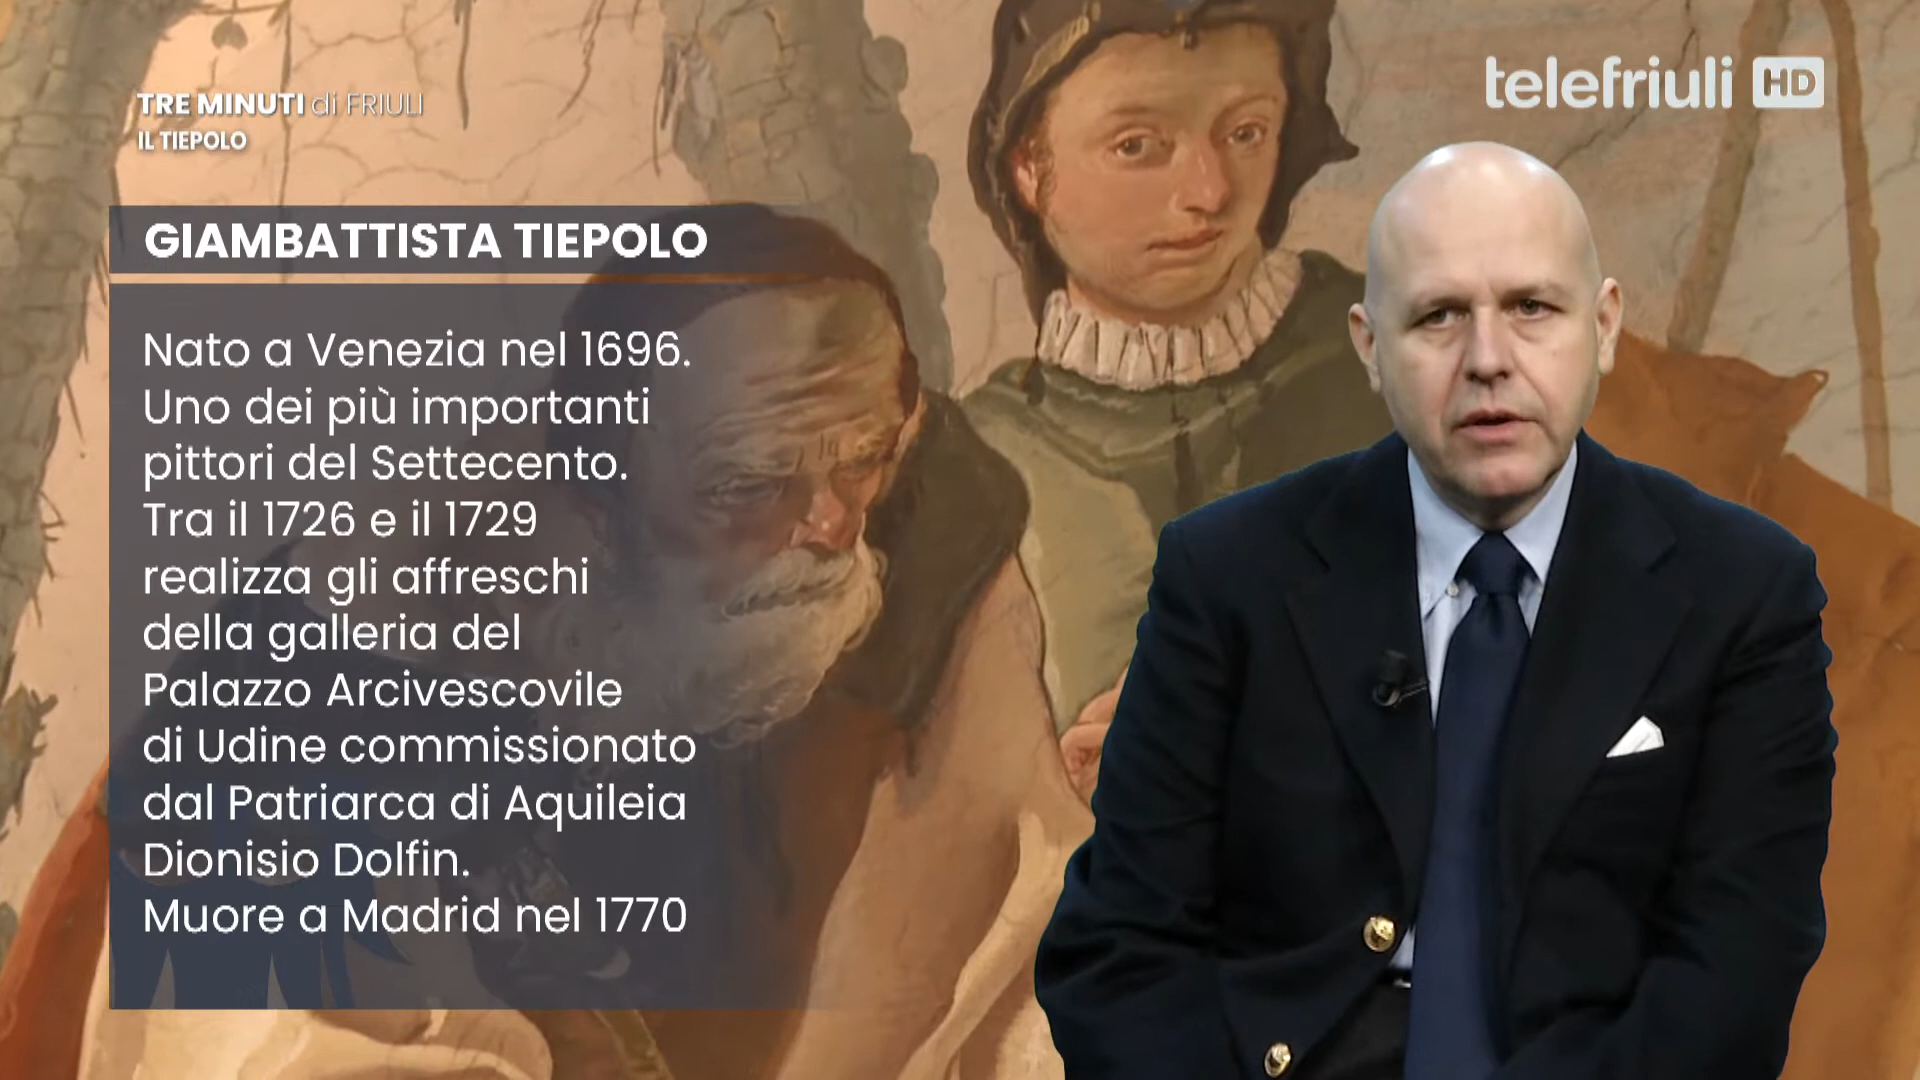 TRE MINUTI di FRIULI
IL TIEPOLO
telefriuli HD
GIAMBATTISTA TIEPOLO
Nato a Venezia nel 1696.
Uno dei più importanti
pittori del Settecento.
Tra il 1726 e il 1729
realizza gli affreschi
della galleria del
Palazzo Arcivescovile
di Udine commissionato
dal Patriarca di Aquileia
Dionisio Dolfin.
Muore a Madrid nel 1770